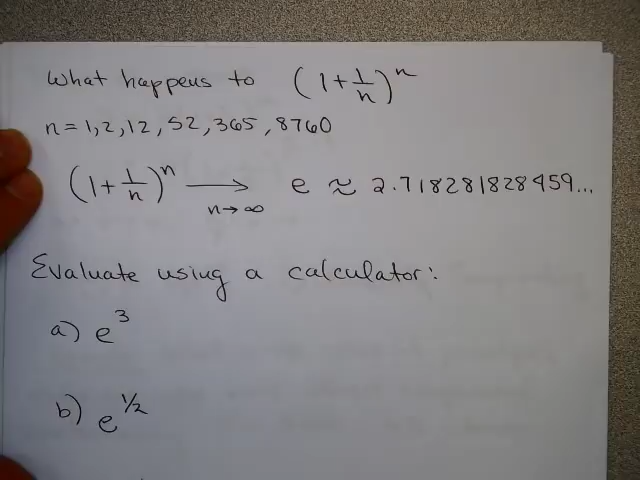 What happens to (1+1/n)^n
n=1,2,12,52,365,8760
(1+1/n)^n ⟶ e ≈ 2.718281828459...
n→∞
Evaluate using a calculator:
a) e^3
b) e^1/2